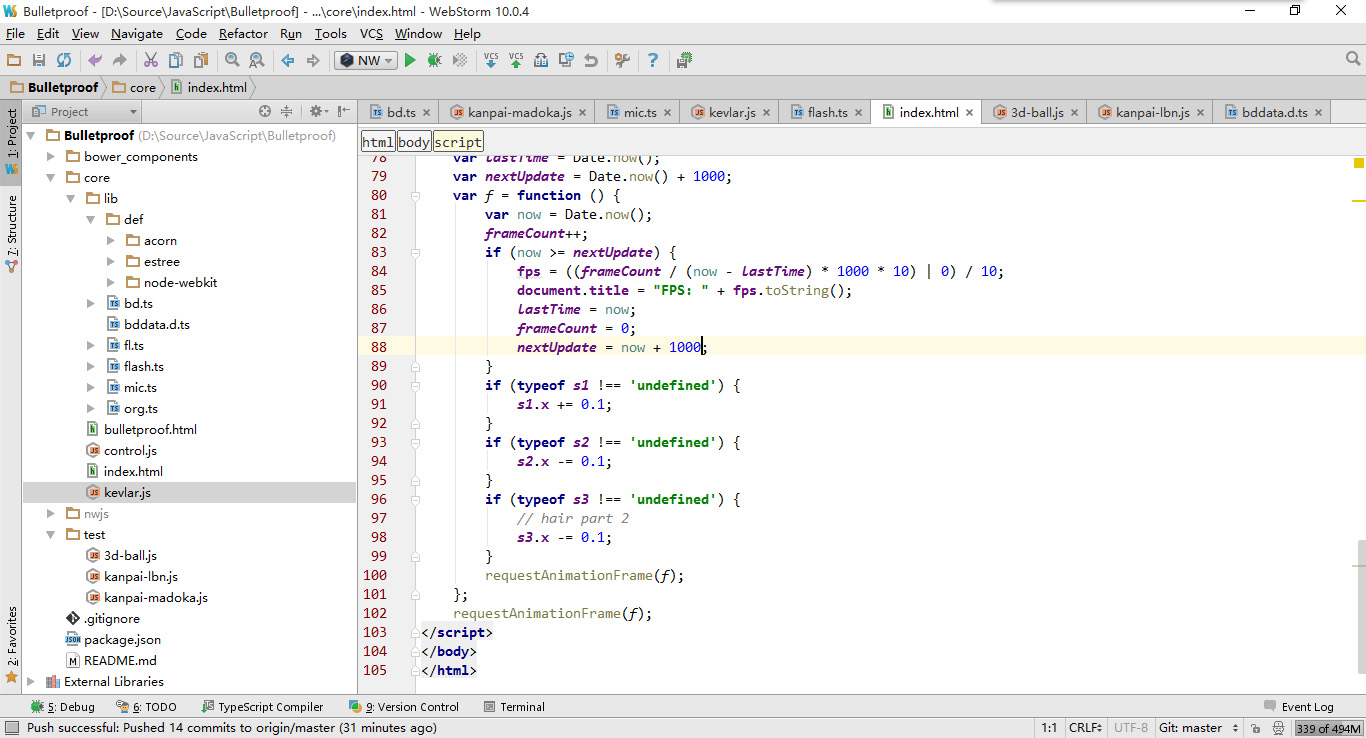 Bulletproof - [D:\Source\JavaScript\Bulletproof] - ...\core\index.html - WebStorm 10.0.4
File Edit View Navigate Code Refactor Run Tools VCS Window Help
NW
VCS VCS
Bulletproof core index.html
Project
bd.ts kanpai-madoka.js mic.ts kevlar.js flash.ts index.html 3d-ball.js kanpai-lbn.js bddata.d.ts
1: Project
7: Structure
2: Favorites
Bulletproof (D:\Source\JavaScript\Bulletproof)
bower_components
core
lib
def
acorn
estree
node-webkit
bd.ts
bddata.d.ts
fl.ts
flash.ts
mic.ts
org.ts
bulletproof.html
control.js
index.html
kevlar.js
nwjs
test
3d-ball.js
kanpai-lbn.js
kanpai-madoka.js
.gitignore
package.json
README.md
External Libraries
html body script
78 var lastTime = Date.now();
79 var nextUpdate = Date.now() + 1000;
80 var f = function () {
81 var now = Date.now();
82 frameCount++;
83 if (now >= nextUpdate) {
84 fps = ((frameCount / (now - lastTime) * 1000 * 10) | 0) / 10;
85 document.title = "FPS: " + fps.toString();
86 lastTime = now;
87 frameCount = 0;
88 nextUpdate = now + 1000;
89 }
90 if (typeof s1 !== 'undefined') {
91 s1.x += 0.1;
92 }
93 if (typeof s2 !== 'undefined') {
94 s2.x -= 0.1;
95 }
96 if (typeof s3 !== 'undefined') {
97 // hair part 2
98 s3.x -= 0.1;
99 }
100 requestAnimationFrame(f);
101 };
102 requestAnimationFrame(f);
103 </script>
104 </body>
105 </html>
5: Debug 6: TODO TypeScript Compiler 9: Version Control Terminal Event Log
Push successful: Pushed 14 commits to origin/master (31 minutes ago) 1:1 CRLF UTF-8 Git: master 339 of 494M